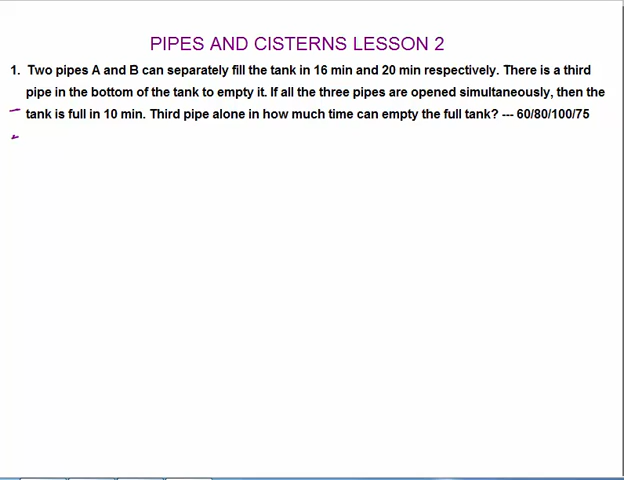 PIPES AND CISTERNS LESSON 2
1. Two pipes A and B can separately fill the tank in 16 min and 20 min respectively. There is a third
pipe in the bottom of the tank to empty it. If all the three pipes are opened simultaneously, then the
tank is full in 10 min. Third pipe alone in how much time can empty the full tank? --- 60/80/100/75